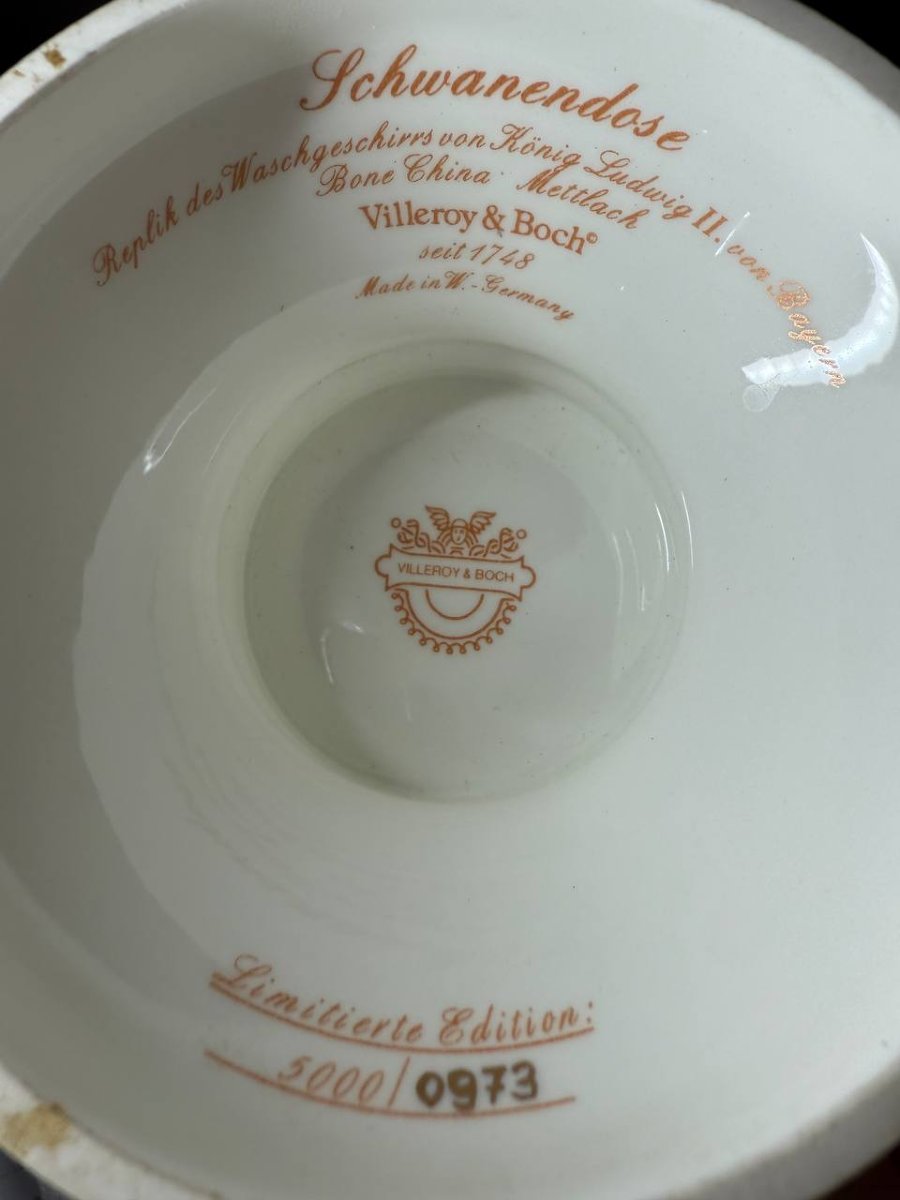 Schwanendose
Replik des Waschgeschirrs von König Ludwig II. von Bayern
Bone China · Mettlach
Villeroy & Boch©
seit 1748
Made in W.-Germany
VILLEROY & BOCH
Limitierte Edition:
5000/0973